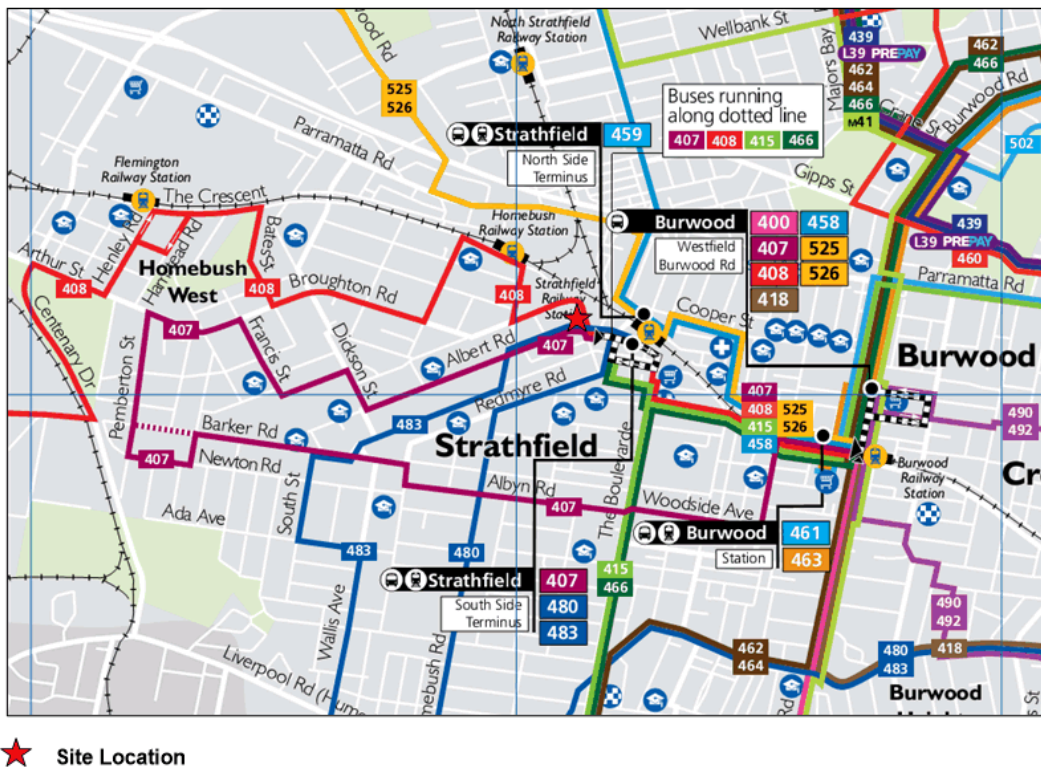 North Strathfield
Railway Station
Wellbank St
Majors Bay
439
L39 PREPAY
462
464
466
M41
462
466
Burwood Rd
Crane St
502
525
526
Parramatta Rd
Buses running
along dotted line
407 408 415 466
Strathfield 459
North Side
Terminus
Gipps St
Flemington
Railway Station
The Crescent
Homebush
Railway Station
Burwood
Westfield
Burwood Rd
400 458
407 525
408 526
418
439
L39 PREPAY
460
Parramatta Rd
Arthur St
Henley Rd
Bates St
Homebush
West
408
408
Broughton Rd
408
Strathfield
Railway
Station
Cooper St
Centenary Dr
407
Francis St
Dickson St
Albert Rd
407
Burwood
Pemberton St
Redmyre Rd
407
408 525
415 526
458
490
492
483
Barker Rd
Strathfield
The Boulevarde
407
Newton Rd
Burwood
Railway
Station
Albyn Rd
407
Woodside Ave
South St
Ada Ave
Burwood 461
Station 463
483
480
Strathfield
South Side
Terminus
407
480
483
415
466
Wallis Ave
490
492
462
464
480
483
418
Liverpool Rd
Burwood
Site Location